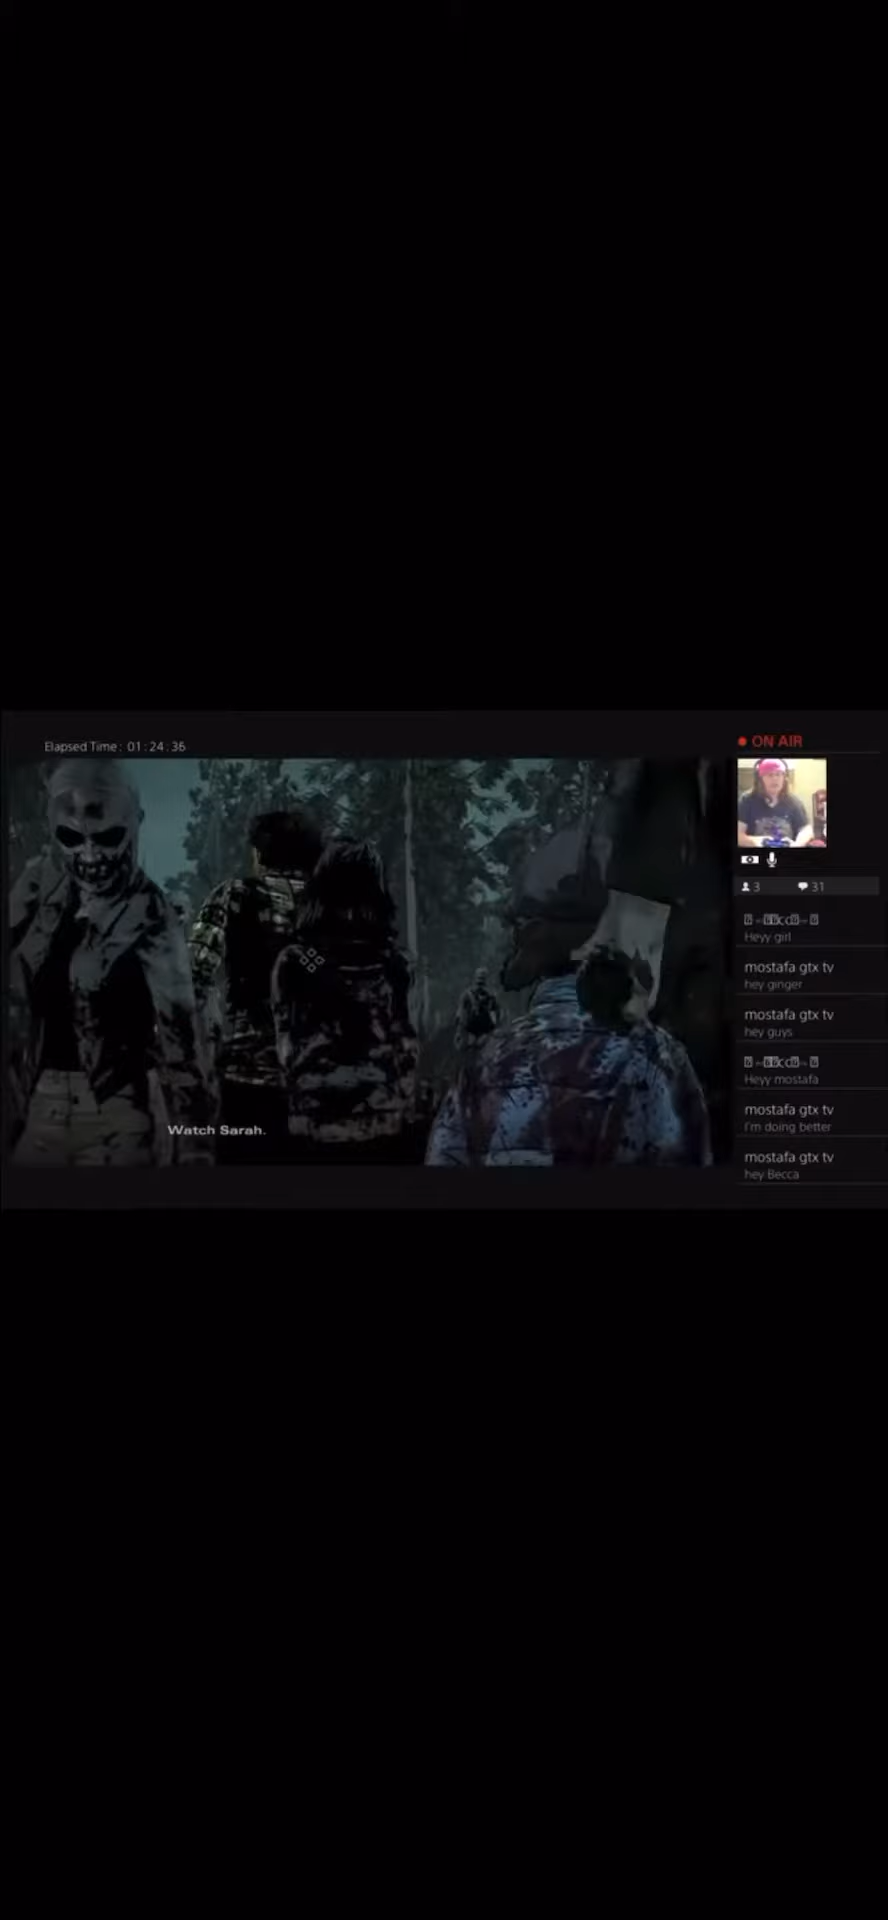 Elapsed Time : 01 : 24 : 36
ON AIR
3 31
Heyy girl
mostafa gtx tv
hey ginger
mostafa gtx tv
hey guys
Heyy mostafa
mostafa gtx tv
I'm doing better
mostafa gtx tv
hey Becca
Watch Sarah.